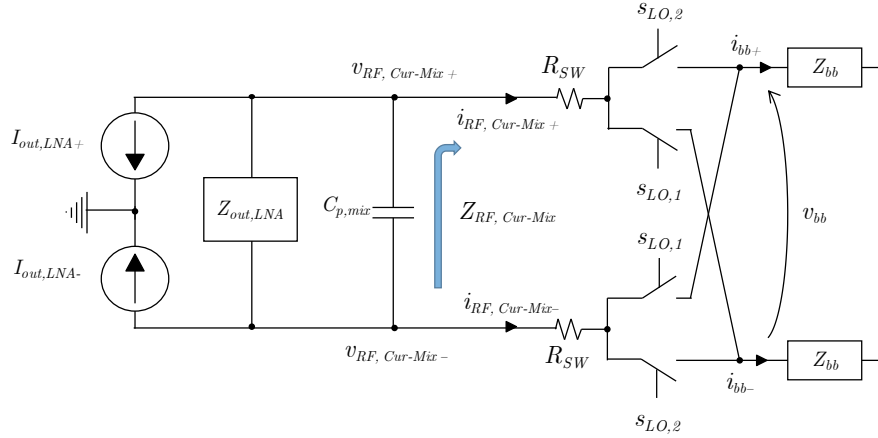 s_{LO,2}
i_{bb+}
Z_{bb}
R_{SW}
v_{RF, Cur-Mix +}
i_{RF, Cur-Mix +}
I_{out,LNA+}
s_{LO,1}
Z_{out,LNA}
C_{p,mix}
Z_{RF, Cur-Mix}
v_{bb}
s_{LO,1}
I_{out,LNA-}
i_{RF, Cur-Mix–}
v_{RF, Cur-Mix –}
R_{SW}
Z_{bb}
i_{bb–}
s_{LO,2}